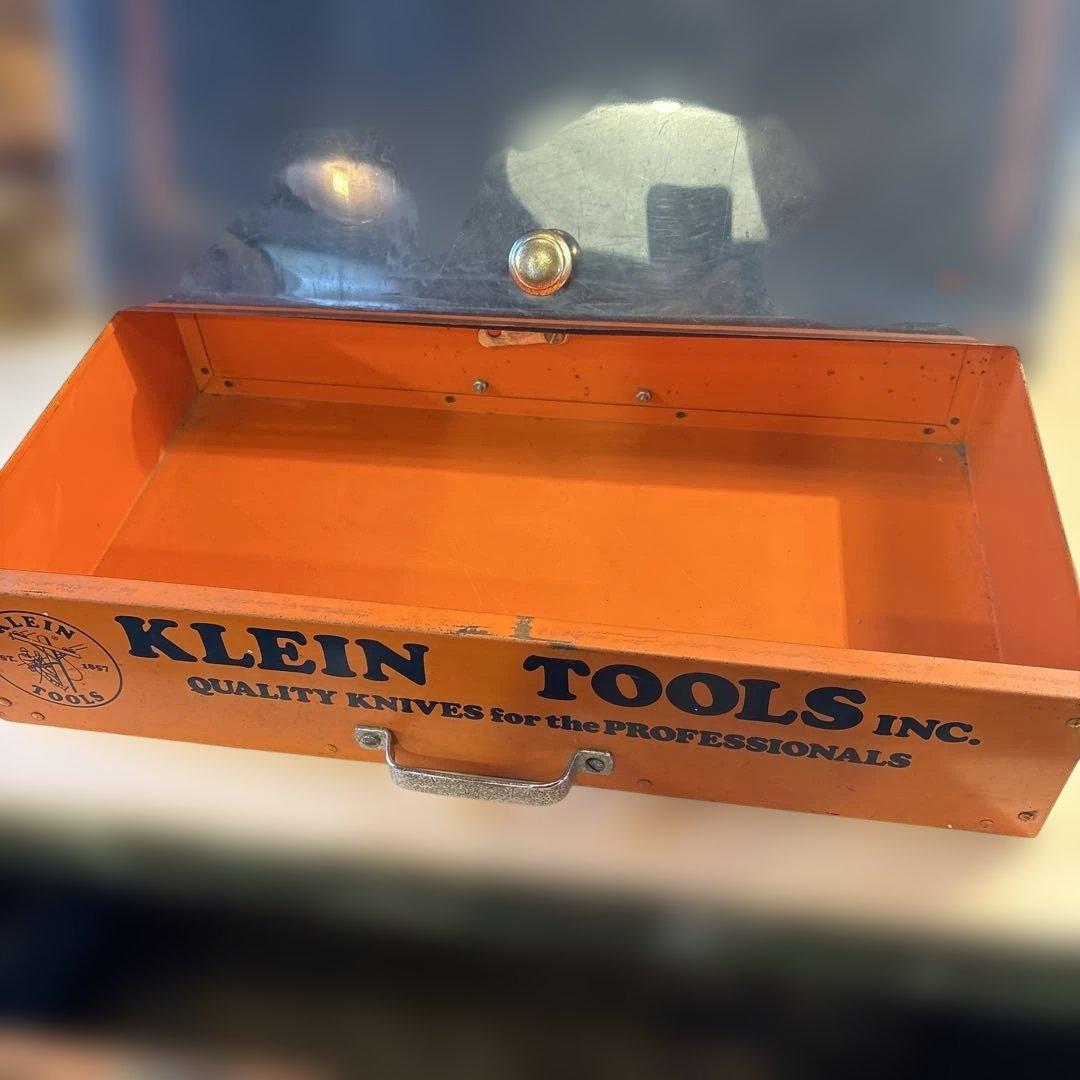 KLEIN
EST. 1857
TOOLS
KLEIN TOOLS INC.
QUALITY KNIVES for the PROFESSIONALS